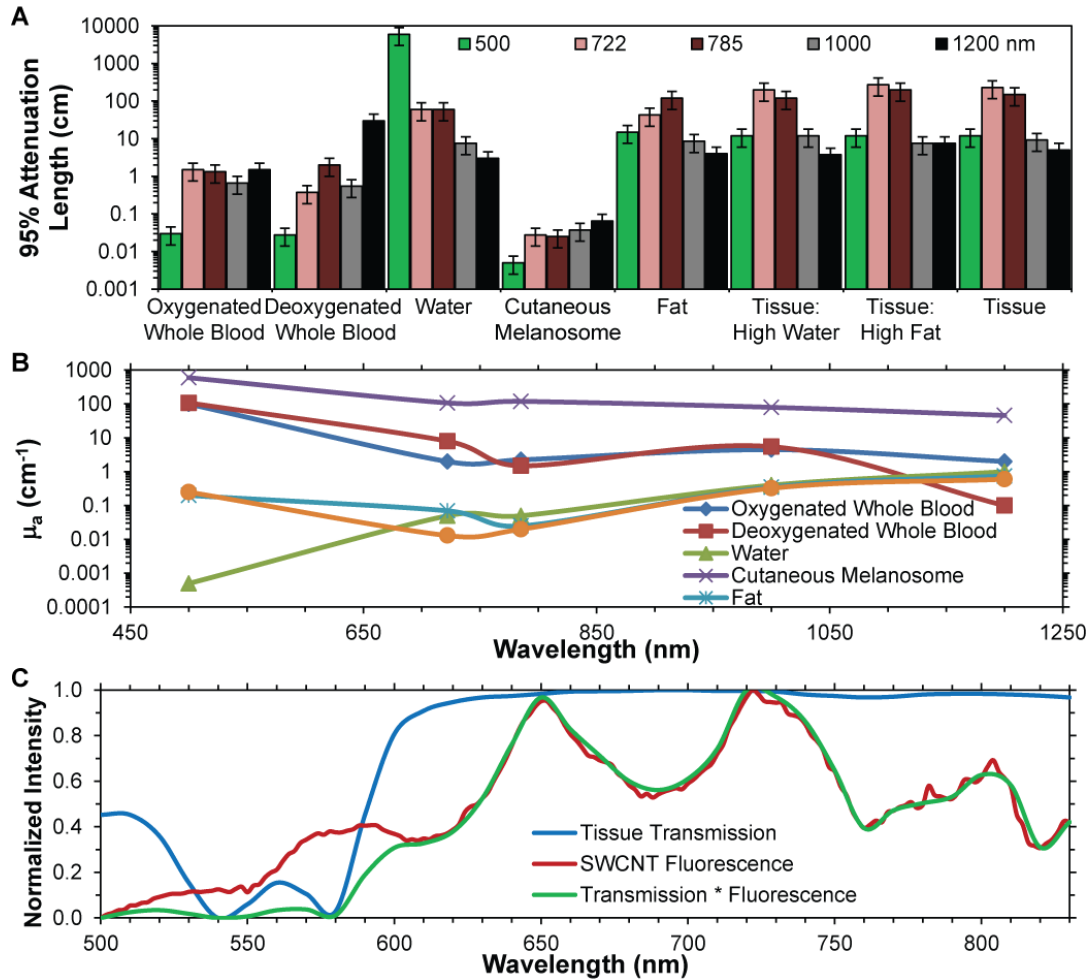 A
95% Attenuation
Length (cm)
10000
1000
100
10
1
0.1
0.01
0.001
500 722 785 1000 1200 nm
Oxygenated
Whole Blood
Deoxygenated
Whole Blood
Water
Cutaneous
Melanosome
Fat
Tissue:
High Water
Tissue:
High Fat
Tissue
B
μa (cm⁻¹)
1000
100
10
1
0.1
0.01
0.001
0.0001
Oxygenated Whole Blood
Deoxygenated Whole Blood
Water
Cutaneous Melanosome
Fat
450 650 850 1050 1250
Wavelength (nm)
C
Normalized Intensity
1.0
0.8
0.6
0.4
0.2
0.0
Tissue Transmission
SWCNT Fluorescence
Transmission * Fluorescence
500 550 600 650 700 750 800
Wavelength (nm)